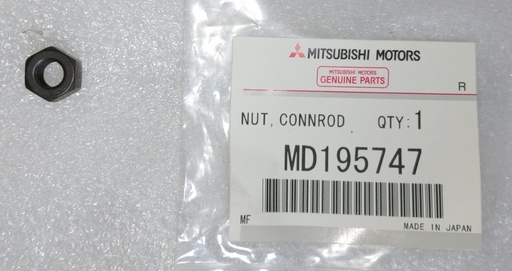 MITSUBISHI MOTORS
MITSUBISHI MOTORS
GENUINE PARTS
R
NUT, CONNROD QTY:1
MD195747
MF
MADE IN JAPAN